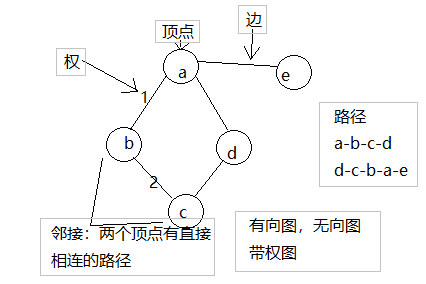 顶点
边
权
a
e
1
b
d
2
c
路径
a-b-c-d
d-c-b-a-e
邻接：两个顶点有直接
相连的路径
有向图，无向图
带权图